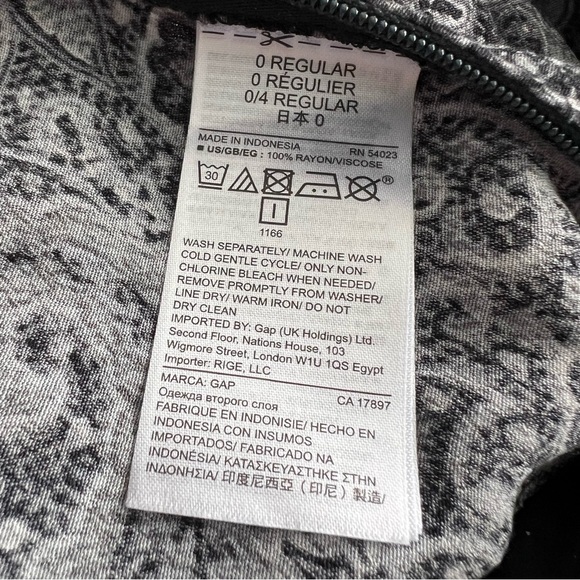 0 REGULAR
0 RÉGULIER
0/4 REGULAR
日本 0
MADE IN INDONESIA RN 54023
■ US/GB/EG : 100% RAYON/VISCOSE
30 ®
1166
WASH SEPARATELY/ MACHINE WASH
COLD GENTLE CYCLE/ ONLY NON-
CHLORINE BLEACH WHEN NEEDED/
REMOVE PROMPTLY FROM WASHER/
LINE DRY/ WARM IRON/ DO NOT
DRY CLEAN
IMPORTED BY: Gap (UK Holdings) Ltd.
Second Floor, Nations House, 103
Wigmore Street, London W1U 1QS Egypt
Importer: RIGE, LLC
MARCA: GAP CA 17897
Одежда второго слоя
FABRIQUE EN INDONISIE/ HECHO EN
INDONESIA CON INSUMOS
IMPORTADOS/ FABRICADO NA
INDONÉSIA/ ΚΑΤΑΣΚΕΥΑΣΤΗΚΕ ΣΤΗΝ
ΙΝΔΟΝΗΣΙΑ/ 印度尼西亞（印尼）製造/